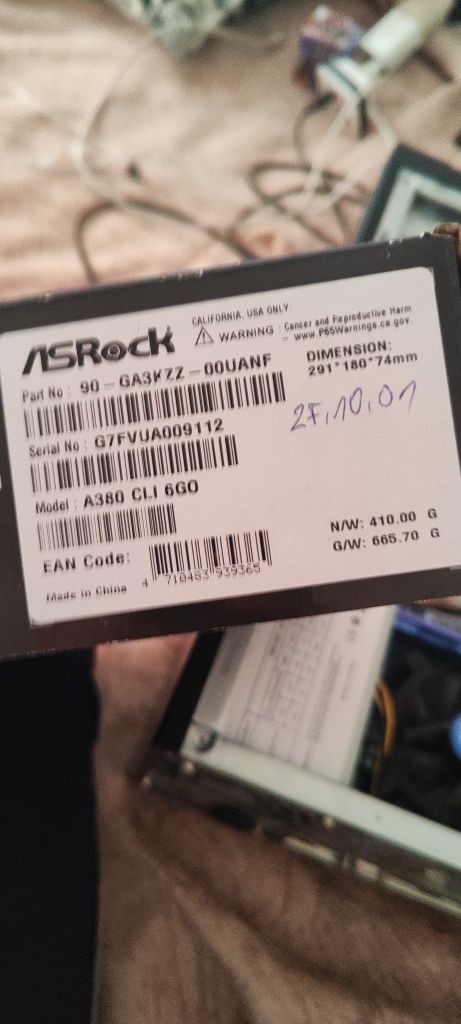 ASRock
CALIFORNIA, USA ONLY:
WARNING : Cancer and Reproductive Harm
– www.P65Warnings.ca.gov.
Part No : 90-GA3KZZ-00UANF
DIMENSION:
291*180*74mm
Serial No : G7FVUA009112
27,10,01
Model : A380 CLI 6GO
N/W: 410.00 G
G/W: 665.70 G
EAN Code:
4 710483 939365
Made in China